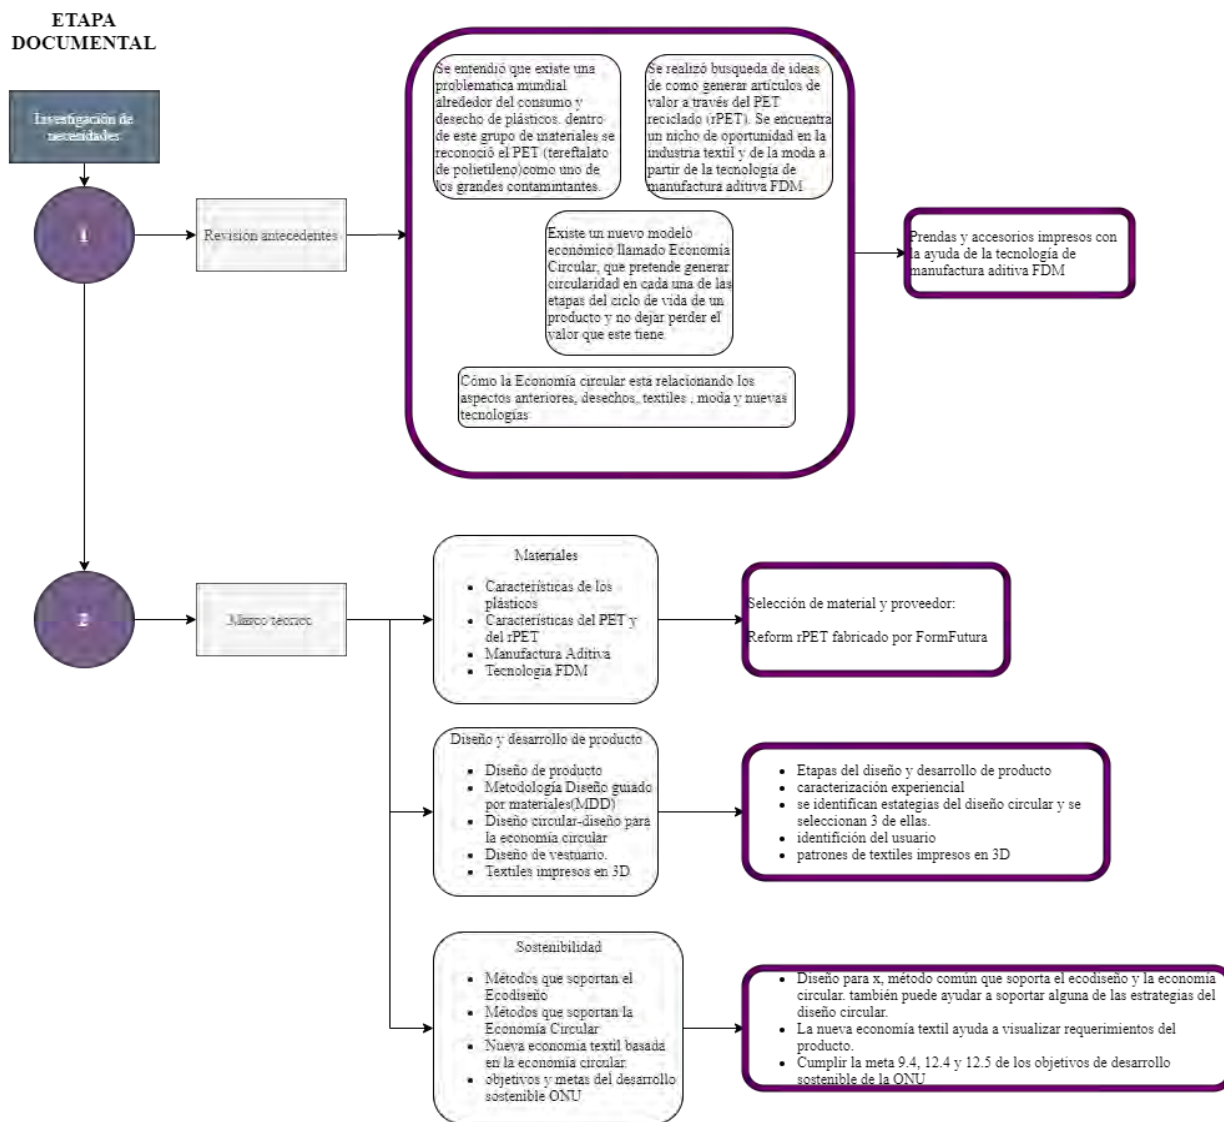 ETAPA
DOCUMENTAL
Investigación de
necesidades
1
Revisión antecedentes
Se entendió que existe una
problematica mundial
alrededor del consumo y
desecho de plásticos. dentro
de este grupo de materiales se
reconoció el PET (tereftalato
de polietileno)como uno de
los grandes contamintantes.
Se realizó busqueda de ideas
de como generar artículos de
valor a través del PET
reciclado (rPET). Se encuentra
un nicho de oportunidad en la
industria textil y de la moda a
partir de la tecnología de
manufactura aditiva FDM
Existe un nuevo modelo
económico llamado Economía
Circular, que pretende generar
circularidad en cada una de las
etapas del ciclo de vida de un
producto y no dejar perder el
valor que este tiene
Cómo la Economía circular esta relacionando los
aspectos anteriores, desechos, textiles , moda y nuevas
tecnologías
Prendas y accesorios impresos con
la ayuda de la tecnología de
manufactura aditiva FDM
2
Marco teórico
Materiales
Características de los
plásticos
Características del PET y
del rPET
Manufactura Aditiva
Tecnología FDM
Selección de material y proveedor:
Reform rPET fabricado por FormFutura
Diseño y desarrollo de producto
Diseño de producto
Metodología Diseño guiado
por materiales(MDD)
Diseño circular-diseño para
la economía circular
Diseño de vestuario.
Textiles impresos en 3D
Etapas del diseño y desarrollo de producto
caracterización experiencial
se identifican estategias del diseño circular y se
seleccionan 3 de ellas.
identifición del usuario
patrones de textiles impresos en 3D
Sostenibilidad
Métodos que soportan el
Ecodiseño
Métodos que soportan la
Economía Circular
Nueva economía textil basada
en la economía circular.
objetivos y metas del desarrollo
sostenible ONU
Diseño para x, método común que soporta el ecodiseño y la economía
circular. también puede ayudar a soportar alguna de las estrategias del
diseño circular.
La nueva economía textil ayuda a visualizar requerimientos del
producto.
Cumplir la meta 9.4, 12.4 y 12.5 de los objetivos de desarrollo
sostenible de la ONU